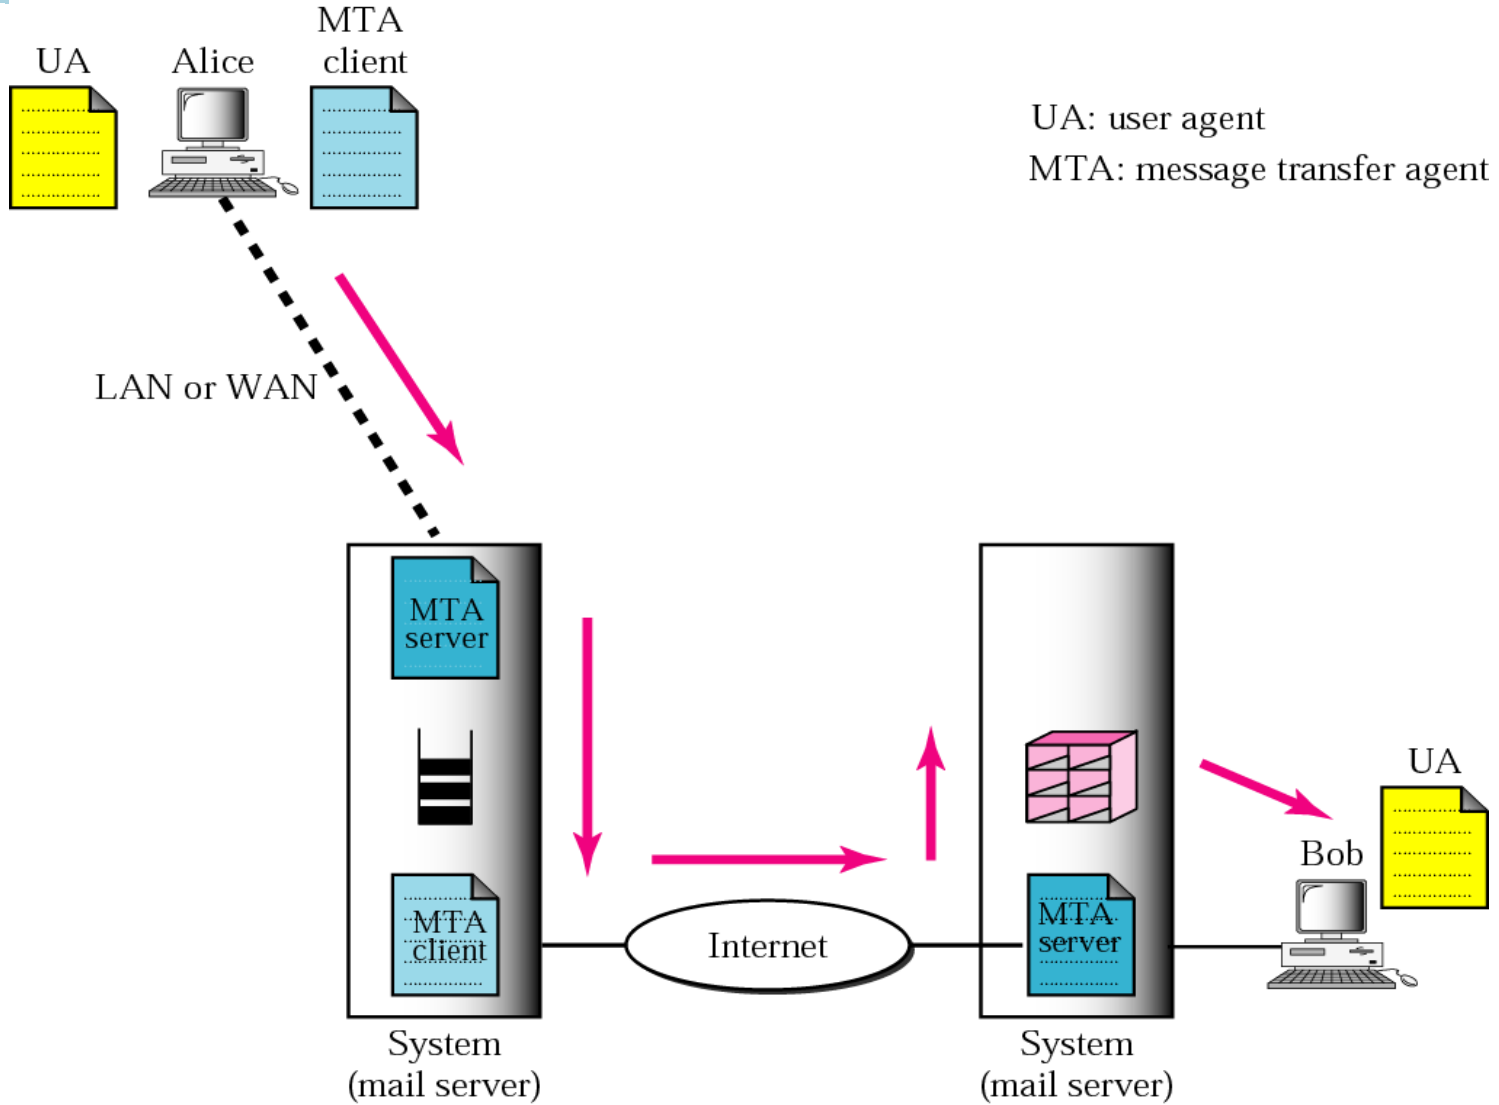 UA
Alice
MTA
client
UA: user agent
MTA: message transfer agent
LAN or WAN
MTA
server
MTA
client
Internet
MTA
server
UA
Bob
System
(mail server)
System
(mail server)